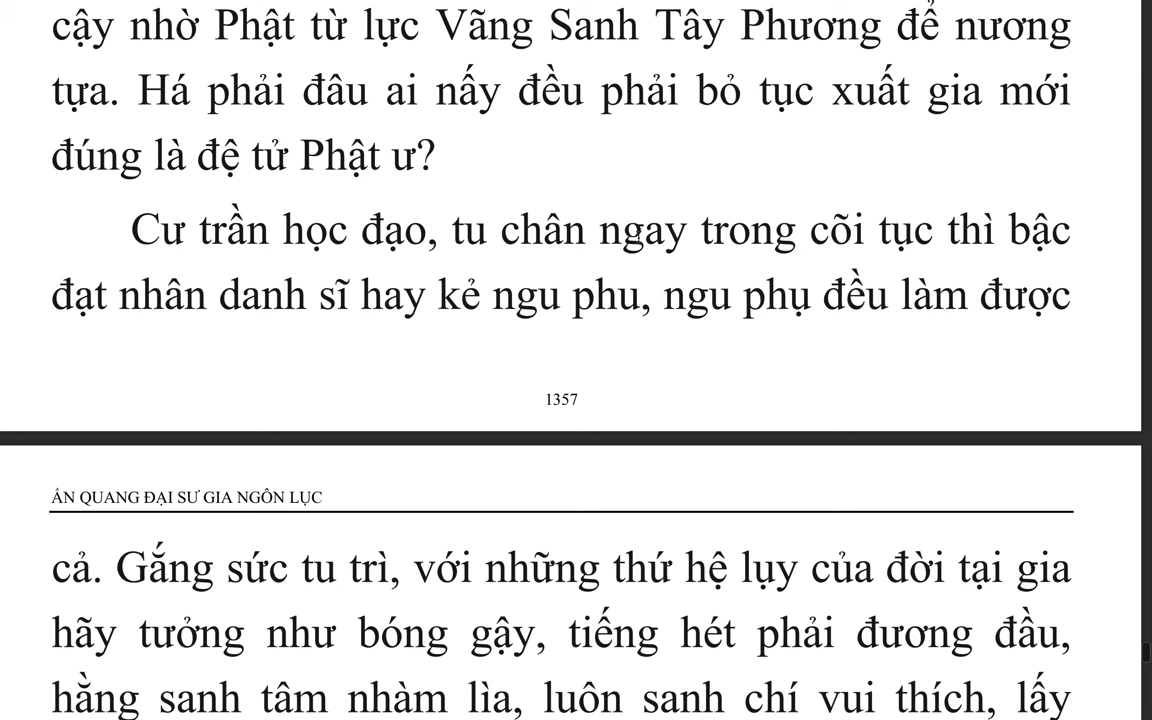 cậy nhờ Phật từ lực Vãng Sanh Tây Phương để nương
tựa. Há phải đâu ai nấy đều phải bỏ tục xuất gia mới
đúng là đệ tử Phật ư?
Cư trần học đạo, tu chân ngay trong cõi tục thì bậc
đạt nhân danh sĩ hay kẻ ngu phu, ngu phụ đều làm được
1357
ẤN QUANG ĐẠI SƯ GIA NGÔN LỤC
cả. Gắng sức tu trì, với những thứ hệ lụy của đời tại gia
hãy tưởng như bóng gậy, tiếng hét phải đương đầu,
hằng sanh tâm nhàm lìa, luôn sanh chí vui thích, lấy